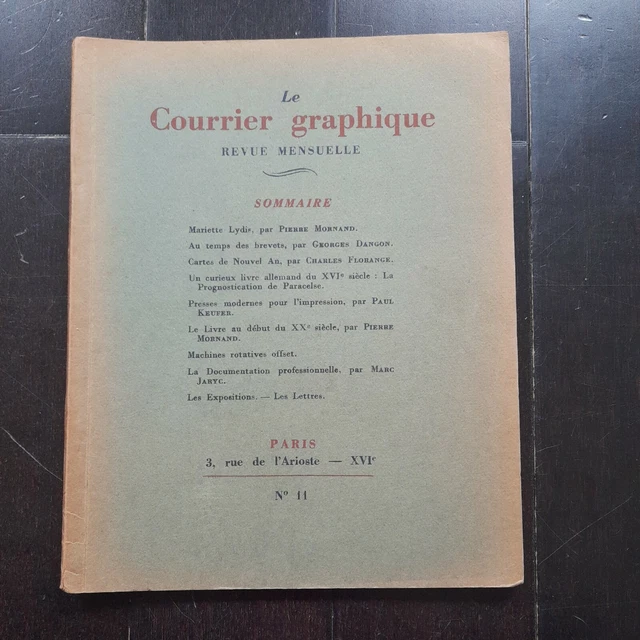 Le
Courrier graphique
REVUE MENSUELLE
SOMMAIRE
Mariette Lydis, par PIERRE MORNAND.
Au temps des brevets, par GEORGES DANGON.
Cartes de Nouvel An, par CHARLES FLORANGE.
Un curieux livre allemand du XVIe siècle : La
Prognostication de Paracelse.
Presses modernes pour l'impression, par PAUL
KEUFER.
Le Livre au début du XXe siècle, par PIERRE
MORNAND.
Machines rotatives offset.
La Documentation professionnelle, par MARC
JARYC.
Les Expositions. — Les Lettres.
PARIS
3, rue de l'Arioste — XVIe
No 11